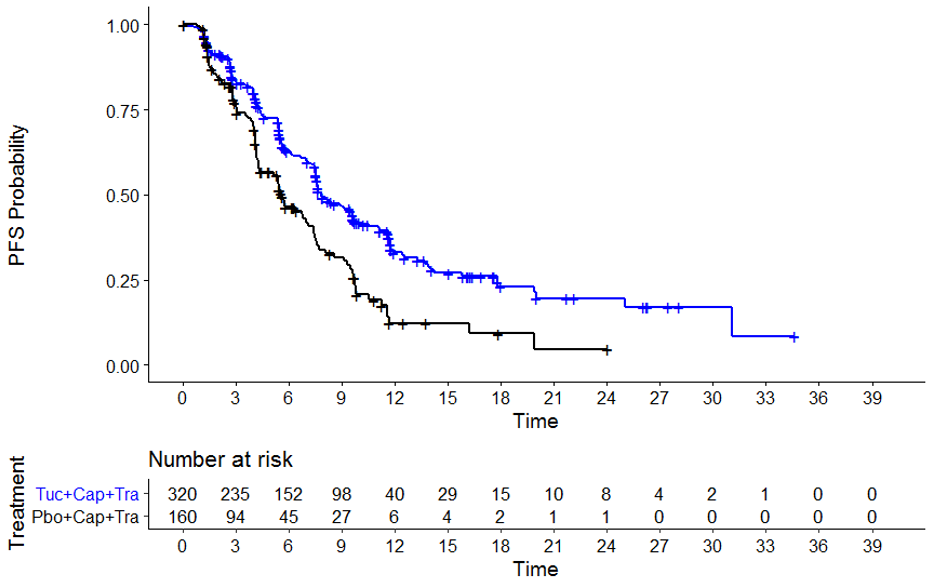 PFS Probability
1.00
0.75
0.50
0.25
0.00
0 3 6 9 12 15 18 21 24 27 30 33 36 39
Time
Number at risk
Treatment
Tuc+Cap+Tra 320 235 152 98 40 29 15 10 8 4 2 1 0 0
Pbo+Cap+Tra 160 94 45 27 6 4 2 1 1 0 0 0 0 0
0 3 6 9 12 15 18 21 24 27 30 33 36 39
Time